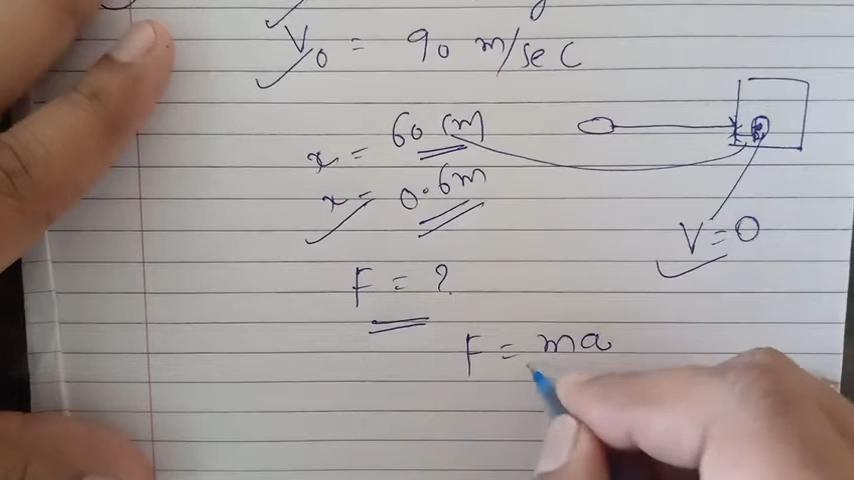 V₀ = 90 m/sec
x = 60 cm
x = 0.6m
V = 0
F = ?
F = ma